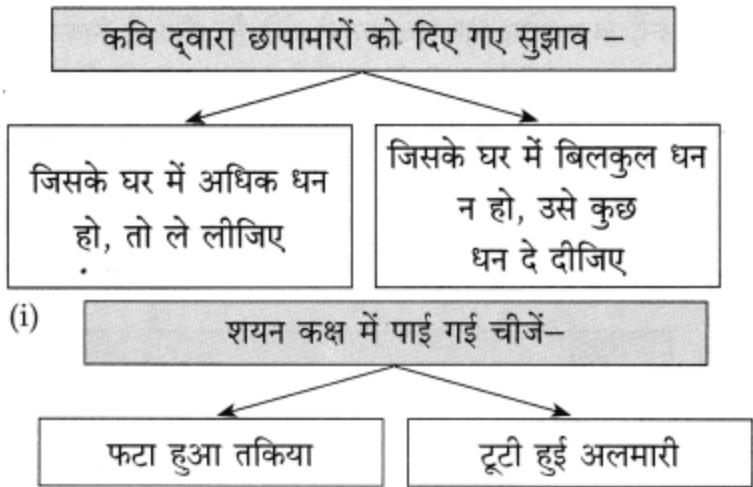 कवि द्वारा छापामारों को दिए गए सुझाव –
जिसके घर में अधिक धन
हो, तो ले लीजिए
जिसके घर में बिलकुल धन
न हो, उसे कुछ
धन दे दीजिए
(i)
शयन कक्ष में पाई गई चीजें–
फटा हुआ तकिया
टूटी हुई अलमारी